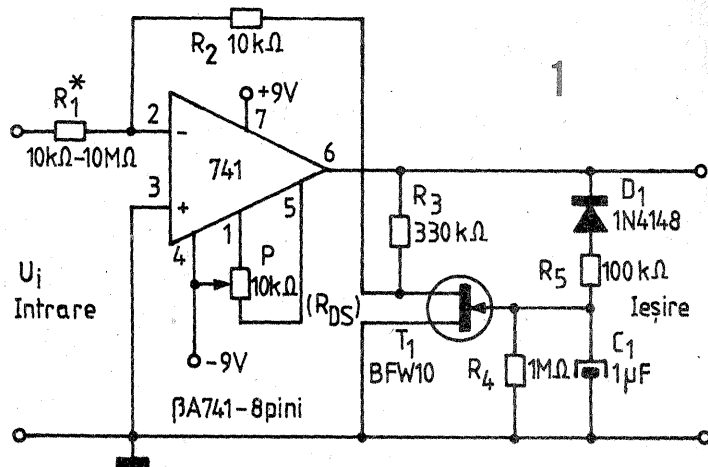 R2 10kΩ
1
R1*
10kΩ-10MΩ
+9V
7
2
-
741
6
3
+
5
1
4
P
10kΩ
-9V
R3
330kΩ
D1
1N4148
R5 100kΩ
(RDS)
T1
BFW10
R4 1MΩ
C1
1μF
Ui
Intrare
Ieșire
βA741-8pini